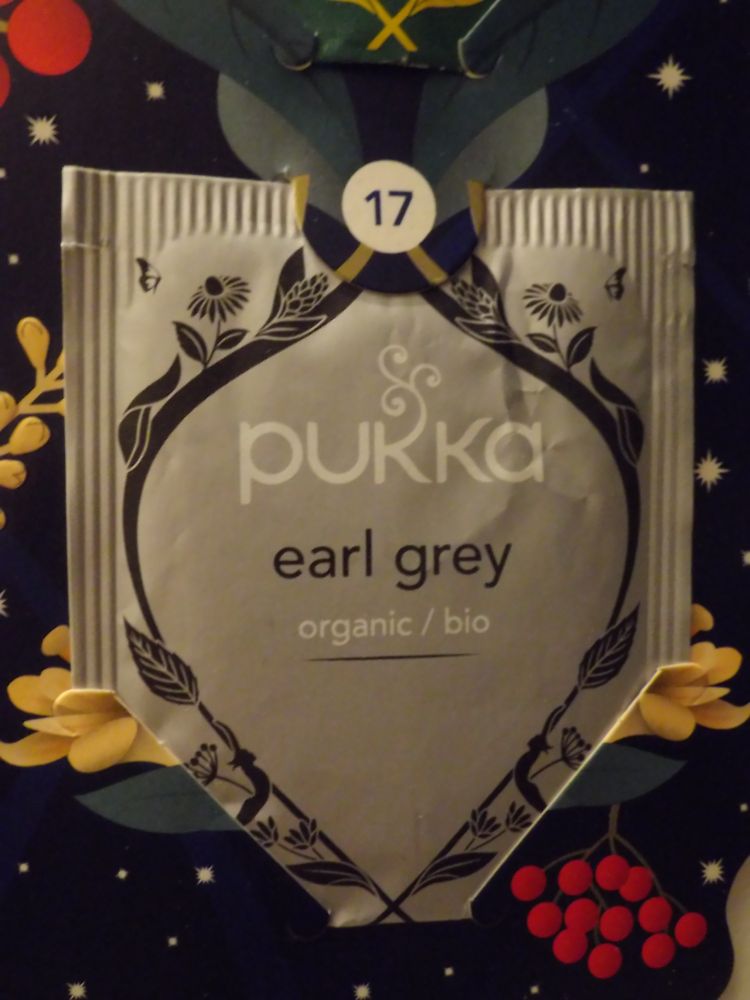 17
pukka
earl grey
organic / bio